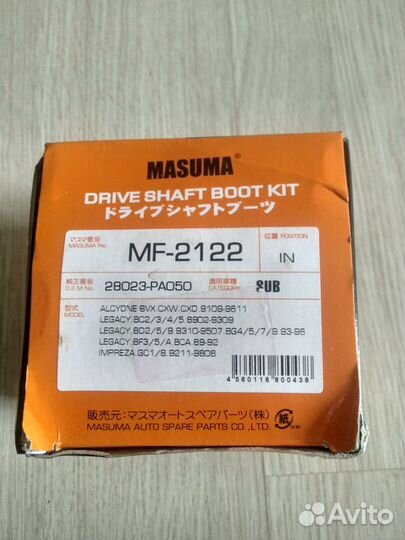 MASUMA®
DRIVE SHAFT BOOT KIT
ドライブシャフトブーツ
マスマ番号
MASUMA No.
MF-2122
位置 POSITION
IN
純正番号
O.E.M No.
28023-PA050
適用車種
CATEGORY
SUB
型式
MODEL
ALCYONE SVX.CXW.CXD.9109-9611
LEGACY.BC2/3/4/5.8902-9309
LEGACY.BD2/5/9.9310-9507 BG4/5/7/9.93-96
LEGACY.BF3/5/A BCA 89-92
IMPREZA.GC1/8.9211-9808
4 560116 800438
販売元:マスマオートスペアパーツ(株)
MASUMA AUTO SPARE PARTS CO.,LTD.
紙
Avito